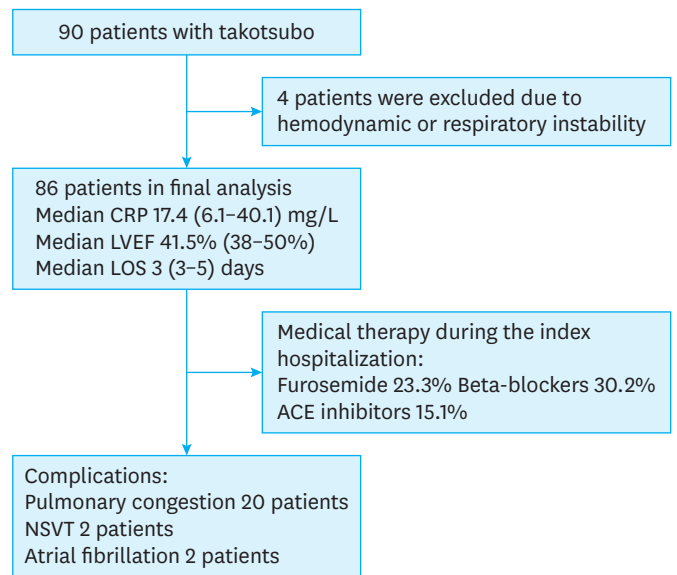 90 patients with takotsubo
4 patients were excluded due to
hemodynamic or respiratory instability
86 patients in final analysis
Median CRP 17.4 (6.1–40.1) mg/L
Median LVEF 41.5% (38–50%)
Median LOS 3 (3–5) days
Medical therapy during the index
hospitalization:
Furosemide 23.3% Beta-blockers 30.2%
ACE inhibitors 15.1%
Complications:
Pulmonary congestion 20 patients
NSVT 2 patients
Atrial fibrillation 2 patients